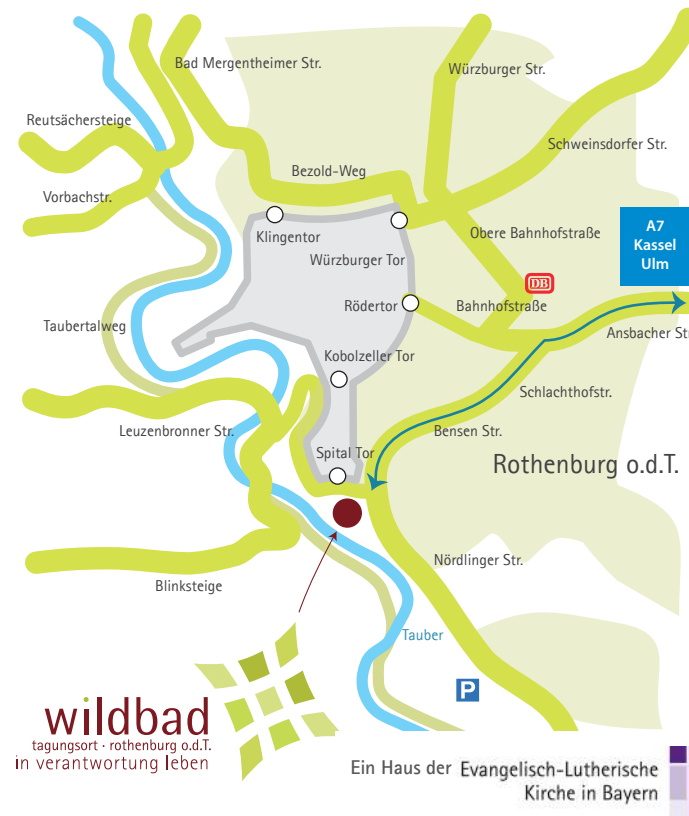 Bad Mergentheimer Str.
Würzburger Str.
Reutsächersteige
Schweinsdorfer Str.
Bezold-Weg
Vorbachstr.
A7
Kassel
Ulm
Klingentor
Obere Bahnhofstraße
Würzburger Tor
DB
Rödertor
Bahnhofstraße
Taubertalweg
Ansbacher Str
Kobolzeller Tor
Schlachthofstr.
Leuzenbronner Str.
Bensen Str.
Spital Tor
Rothenburg o.d.T.
Nördlinger Str.
Blinksteige
Tauber
P
wildbad
tagungsort · rothenburg o.d.T.
in verantwortung leben
Ein Haus der Evangelisch-Lutherische
Kirche in Bayern